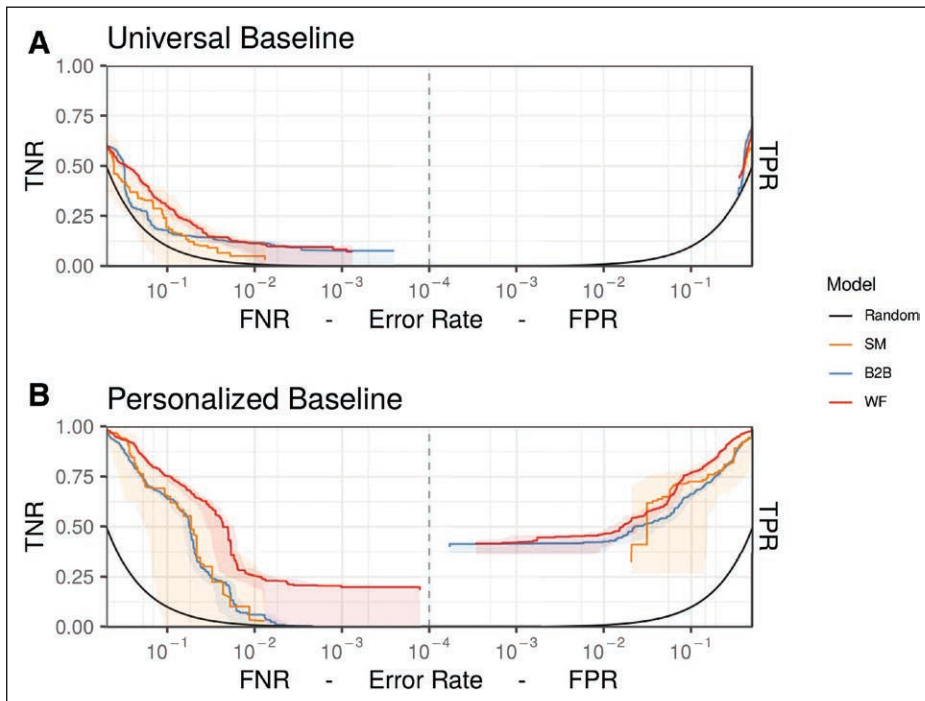 A Universal Baseline
1.00
0.75
0.50
0.25
0.00
TNR
TPR
10⁻¹ 10⁻² 10⁻³ 10⁻⁴ 10⁻³ 10⁻² 10⁻¹
FNR - Error Rate - FPR
Model
Random
SM
B2B
WF
B Personalized Baseline
1.00
0.75
0.50
0.25
0.00
TNR
TPR
10⁻¹ 10⁻² 10⁻³ 10⁻⁴ 10⁻³ 10⁻² 10⁻¹
FNR - Error Rate - FPR